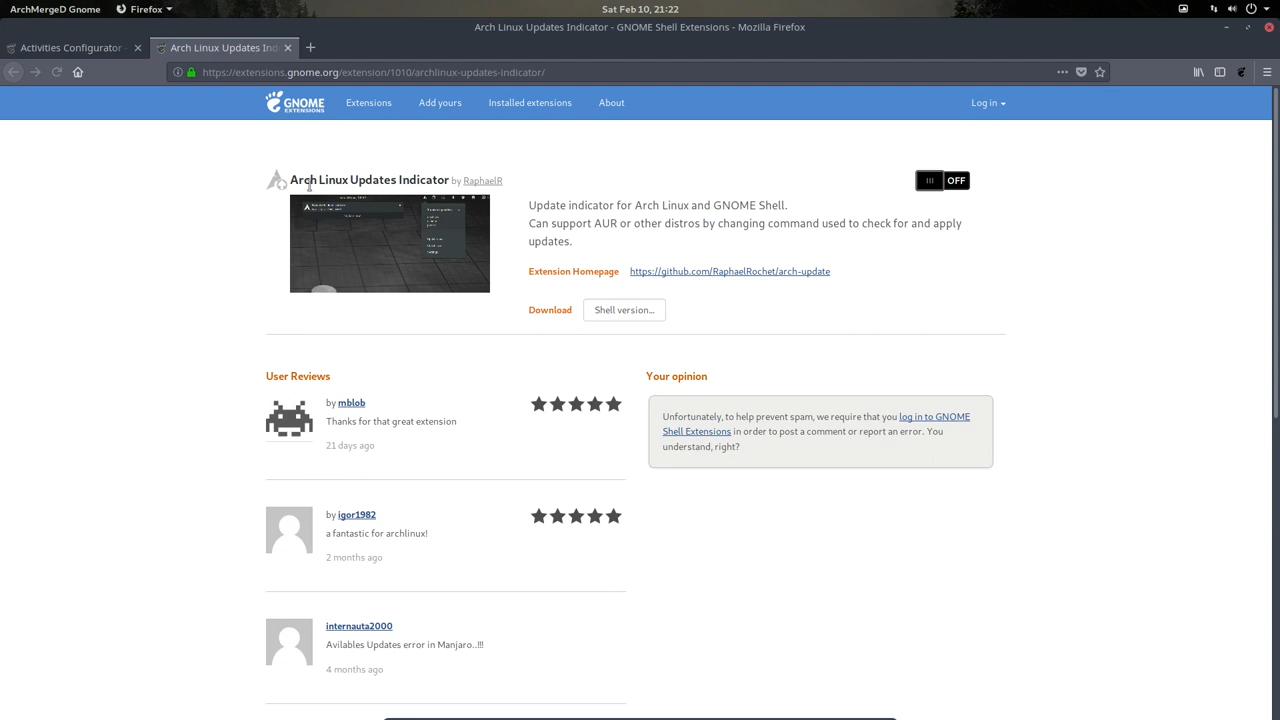 ArchMergeD Gnome Firefox Sat Feb 10, 21:22
Arch Linux Updates Indicator - GNOME Shell Extensions - Mozilla Firefox
Activities Configurator - Arch Linux Updates Ind
https://extensions.gnome.org/extension/1010/archlinux-updates-indicator/
GNOME EXTENSIONS Extensions Add yours Installed extensions About Log in
Arch Linux Updates Indicator by RaphaelR OFF
Update indicator for Arch Linux and GNOME Shell.
Can support AUR or other distros by changing command used to check for and apply
updates.
Extension Homepage https://github.com/RaphaelRochet/arch-update
Download Shell version...
User Reviews
by mblob
Thanks for that great extension
21 days ago
by igor1982
a fantastic for archlinux!
2 months ago
internauta2000
Avilables Updates error in Manjaro..!!!
4 months ago
Your opinion
Unfortunately, to help prevent spam, we require that you log in to GNOME
Shell Extensions in order to post a comment or report an error. You
understand, right?